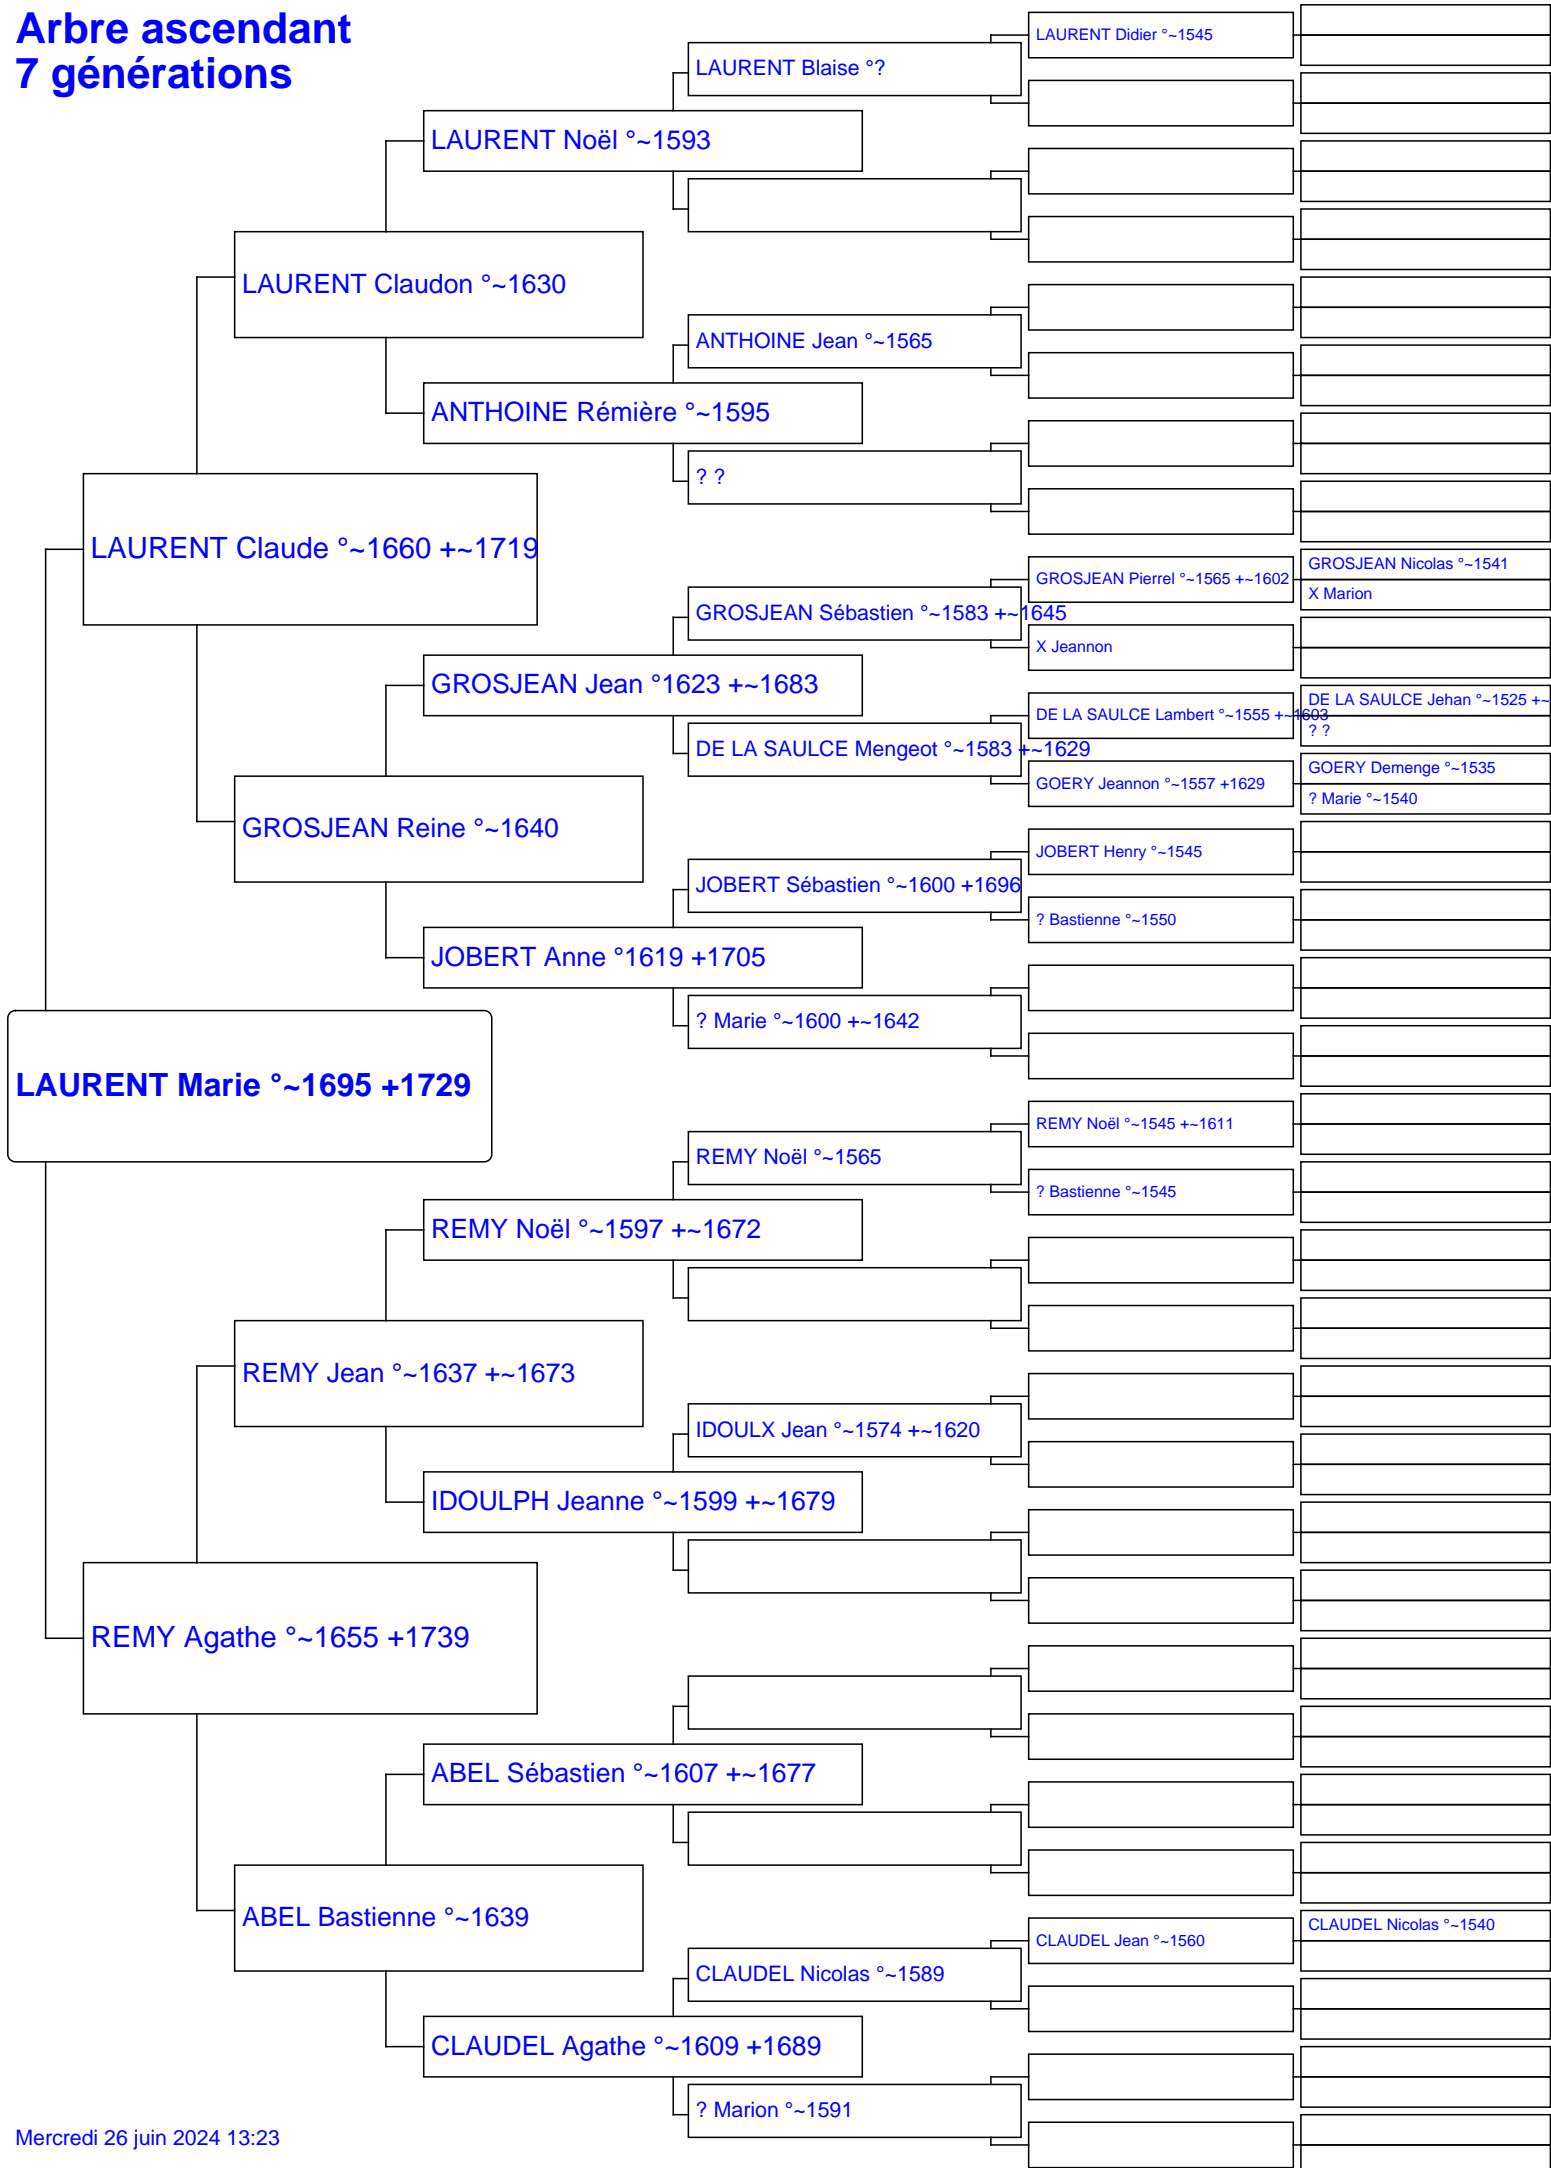 Arbre ascendant
7 générations
LAURENT Didier °~1545
LAURENT Blaise °?
LAURENT Noël °~1593
LAURENT Claudon °~1630
ANTHOINE Jean °~1565
ANTHOINE Rémière °~1595
? ?
LAURENT Claude °~1660 +~1719
GROSJEAN Nicolas °~1541
GROSJEAN Pierrel °~1565 +~1602
X Marion
GROSJEAN Sébastien °~1583 +~1645
X Jeannon
GROSJEAN Jean °1623 +~1683
DE LA SAULCE Jehan °~1525 +~
DE LA SAULCE Lambert °~1555 +~1603
? ?
DE LA SAULCE Mengeot °~1583 +~1629
GOERY Demenge °~1535
GOERY Jeannon °~1557 +1629
? Marie °~1540
GROSJEAN Reine °~1640
JOBERT Henry °~1545
JOBERT Sébastien °~1600 +1696
? Bastienne °~1550
JOBERT Anne °1619 +1705
? Marie °~1600 +~1642
LAURENT Marie °~1695 +1729
REMY Noël °~1545 +~1611
REMY Noël °~1565
? Bastienne °~1545
REMY Noël °~1597 +~1672
REMY Jean °~1637 +~1673
IDOULX Jean °~1574 +~1620
IDOULPH Jeanne °~1599 +~1679
REMY Agathe °~1655 +1739
ABEL Sébastien °~1607 +~1677
ABEL Bastienne °~1639
CLAUDEL Nicolas °~1540
CLAUDEL Jean °~1560
CLAUDEL Nicolas °~1589
CLAUDEL Agathe °~1609 +1689
? Marion °~1591
Mercredi 26 juin 2024 13:23